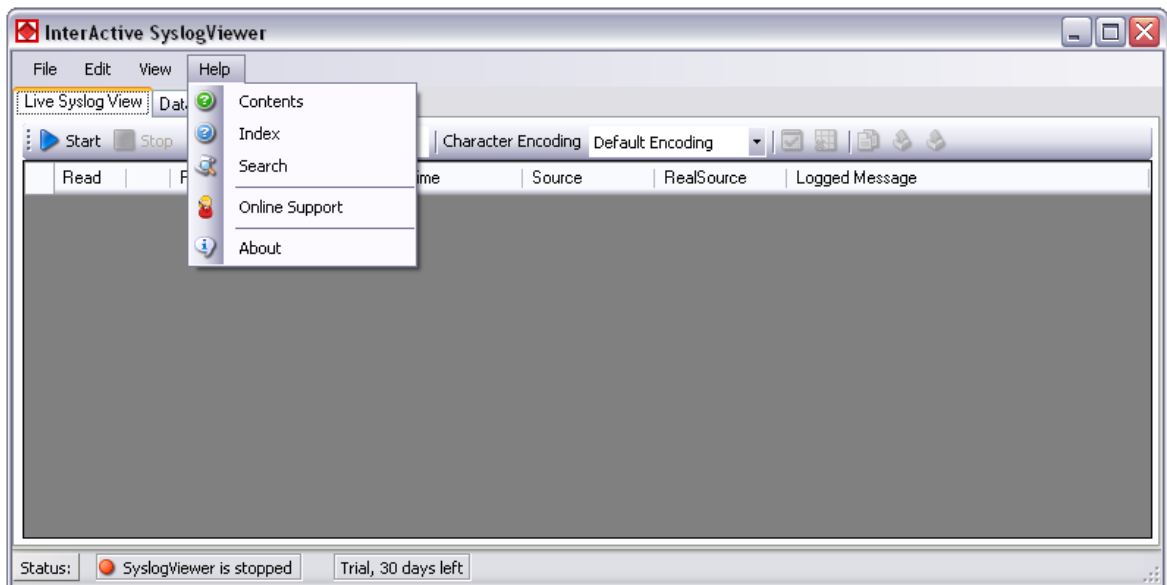 InterActive SyslogViewer
File Edit View Help
Live Syslog View
Contents
Index
Search
Online Support
About
Start Stop Character Encoding Default Encoding
Read Source RealSource Logged Message
Status: SyslogViewer is stopped Trial, 30 days left